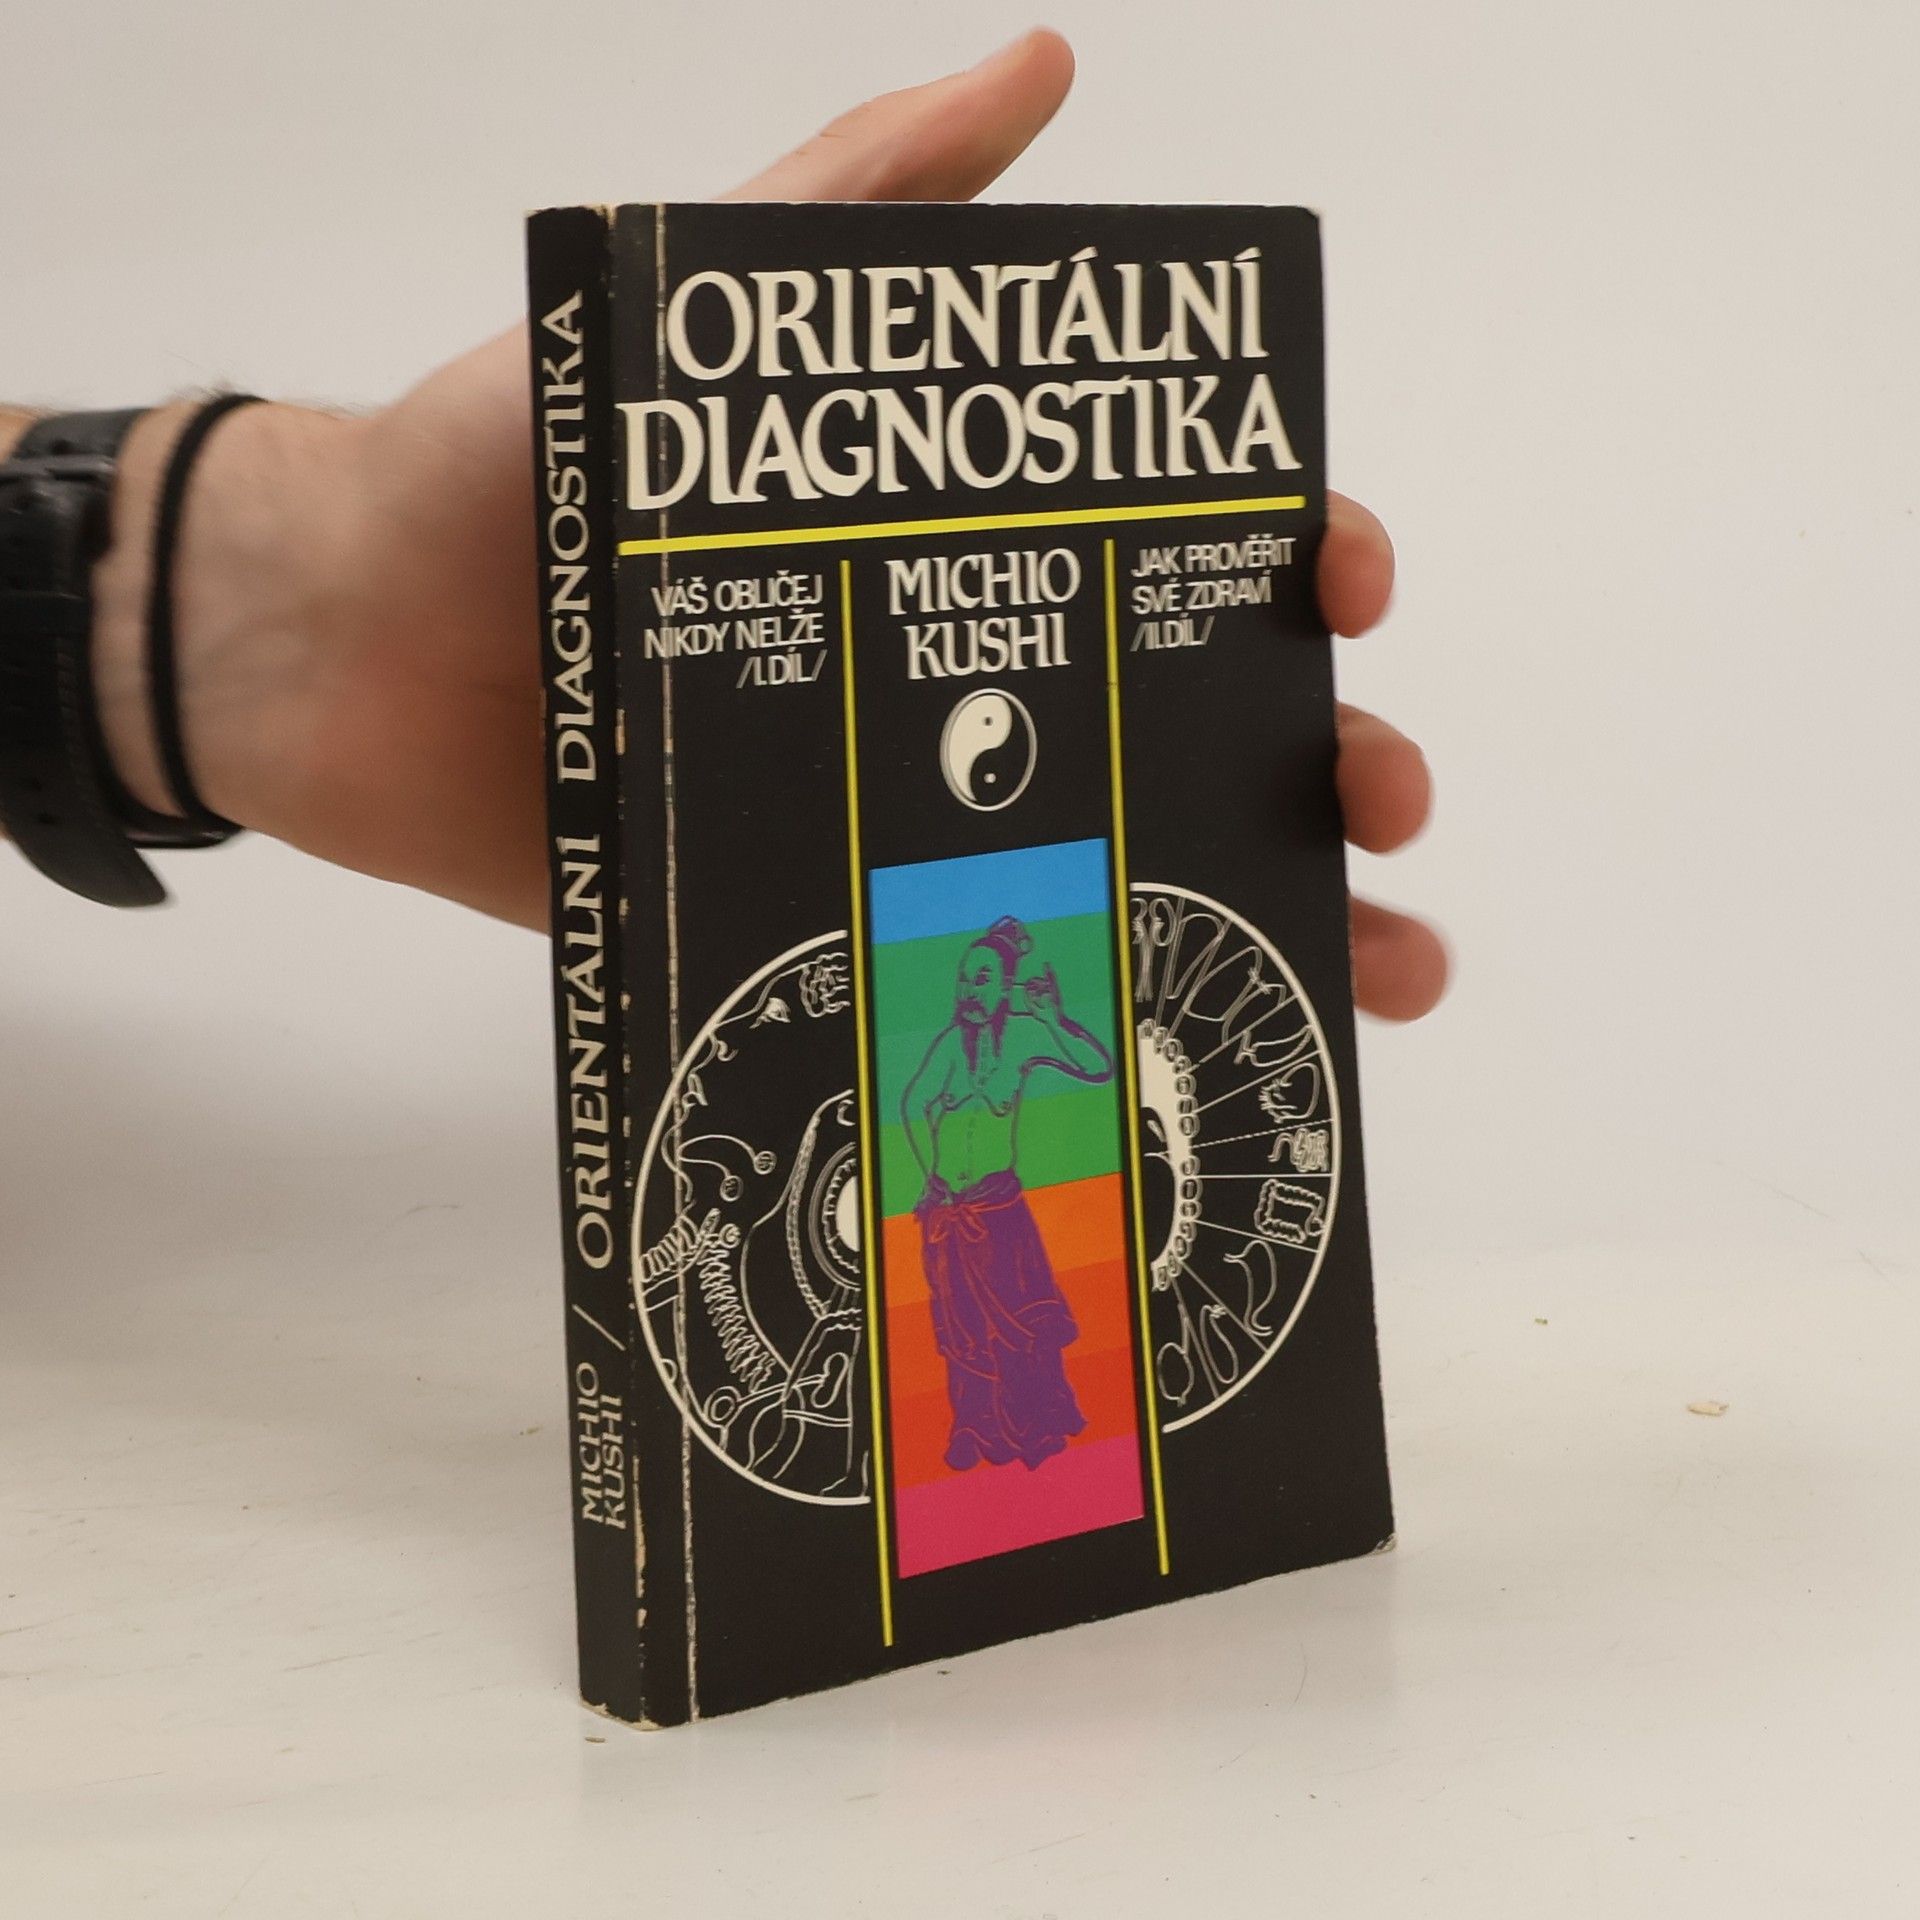 ORIENTÁLNÍ
DIAGNOSTIKA
VÁŠ OBLIČEJ
NIKDY NELŽE
/I.DÍL/
MICHIO
KUSHI
JAK PROVĚŘIT
SVÉ ZDRAVÍ
/II.DÍL/
MICHIO
KUSHI / ORIENTÁLNÍ DIAGNOSTIKA